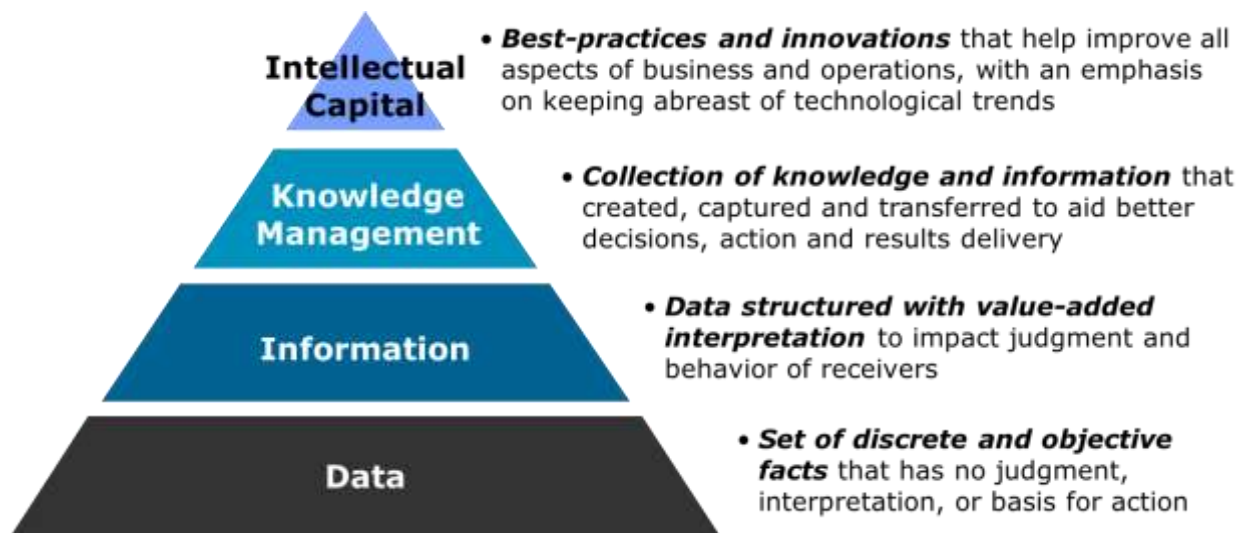 Intellectual
Capital
• Best-practices and innovations that help improve all
aspects of business and operations, with an emphasis
on keeping abreast of technological trends
Knowledge
Management
• Collection of knowledge and information that
created, captured and transferred to aid better
decisions, action and results delivery
Information
• Data structured with value-added
interpretation to impact judgment and
behavior of receivers
Data
• Set of discrete and objective
facts that has no judgment,
interpretation, or basis for action